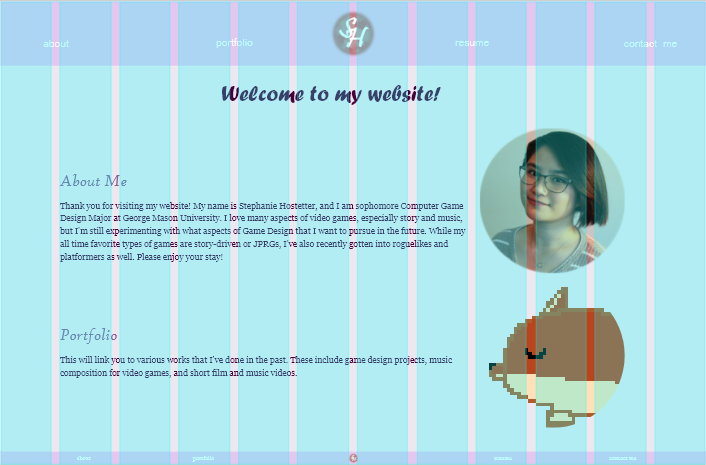 about portfolio SH resume contact me
Welcome to my website!
About Me
Thank you for visiting my website! My name is Stephanie Hostetter, and I am sophomore Computer Game
Design Major at George Mason University. I love many aspects of video games, especially story and music,
but I'm still experimenting with what aspects of Game Design that I want to pursue in the future. While my
all time favorite types of games are story-driven or JPRGs, I've also recently gotten into roguelikes and
platformers as well. Please enjoy your stay!
Portfolio
This will link you to various works that I've done in the past. These include game design projects, music
composition for video games, and short film and music videos.
about portfolio resume contact me